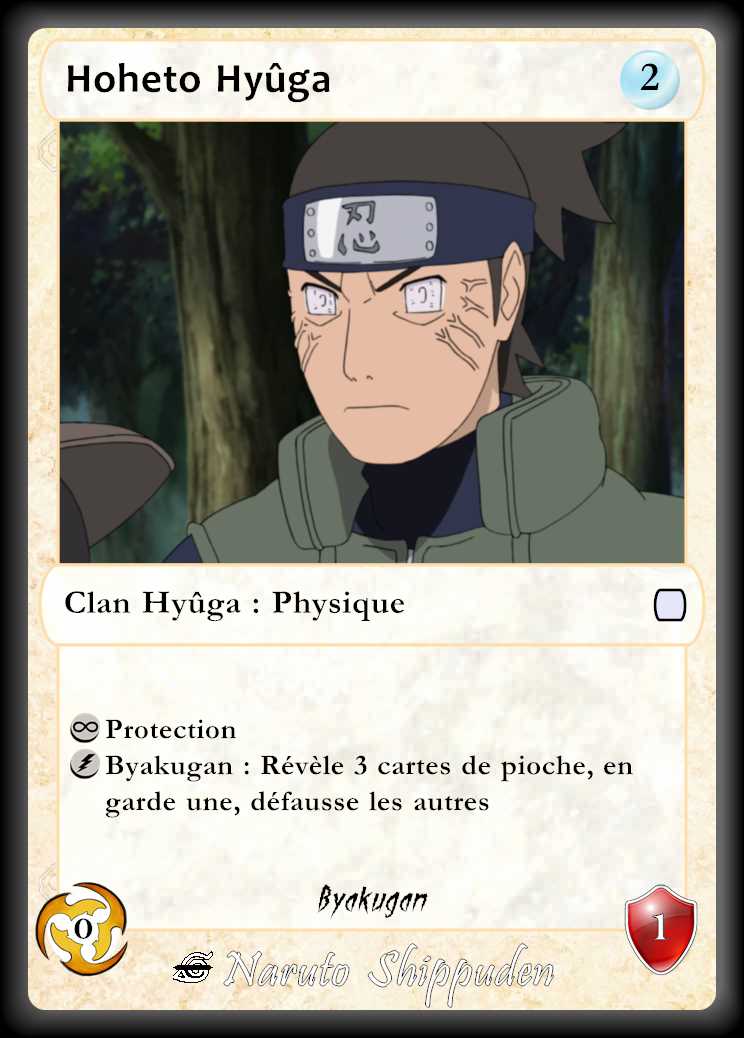 Hoheto Hyûga
2
忍
Clan Hyûga : Physique
Protection
Byakugan : Révèle 3 cartes de pioche, en
garde une, défausse les autres
Byakugan
0
1
Naruto Shippuden